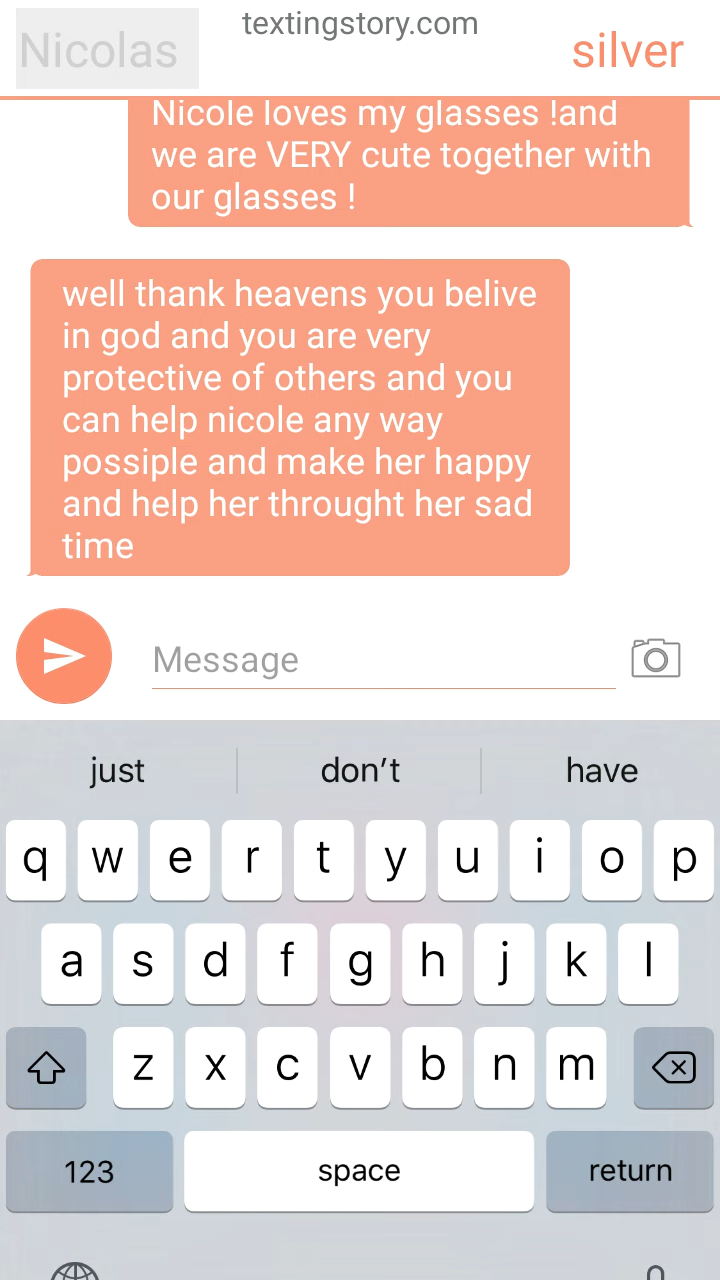 textingstory.com
Nicolas
silver
Nicole loves my glasses !and
we are VERY cute together with
our glasses !
well thank heavens you belive
in god and you are very
protective of others and you
can help nicole any way
possiple and make her happy
and help her throught her sad
time
Message
just don't have
q w e r t y u i o p
a s d f g h j k l
z x c v b n m
123 space return